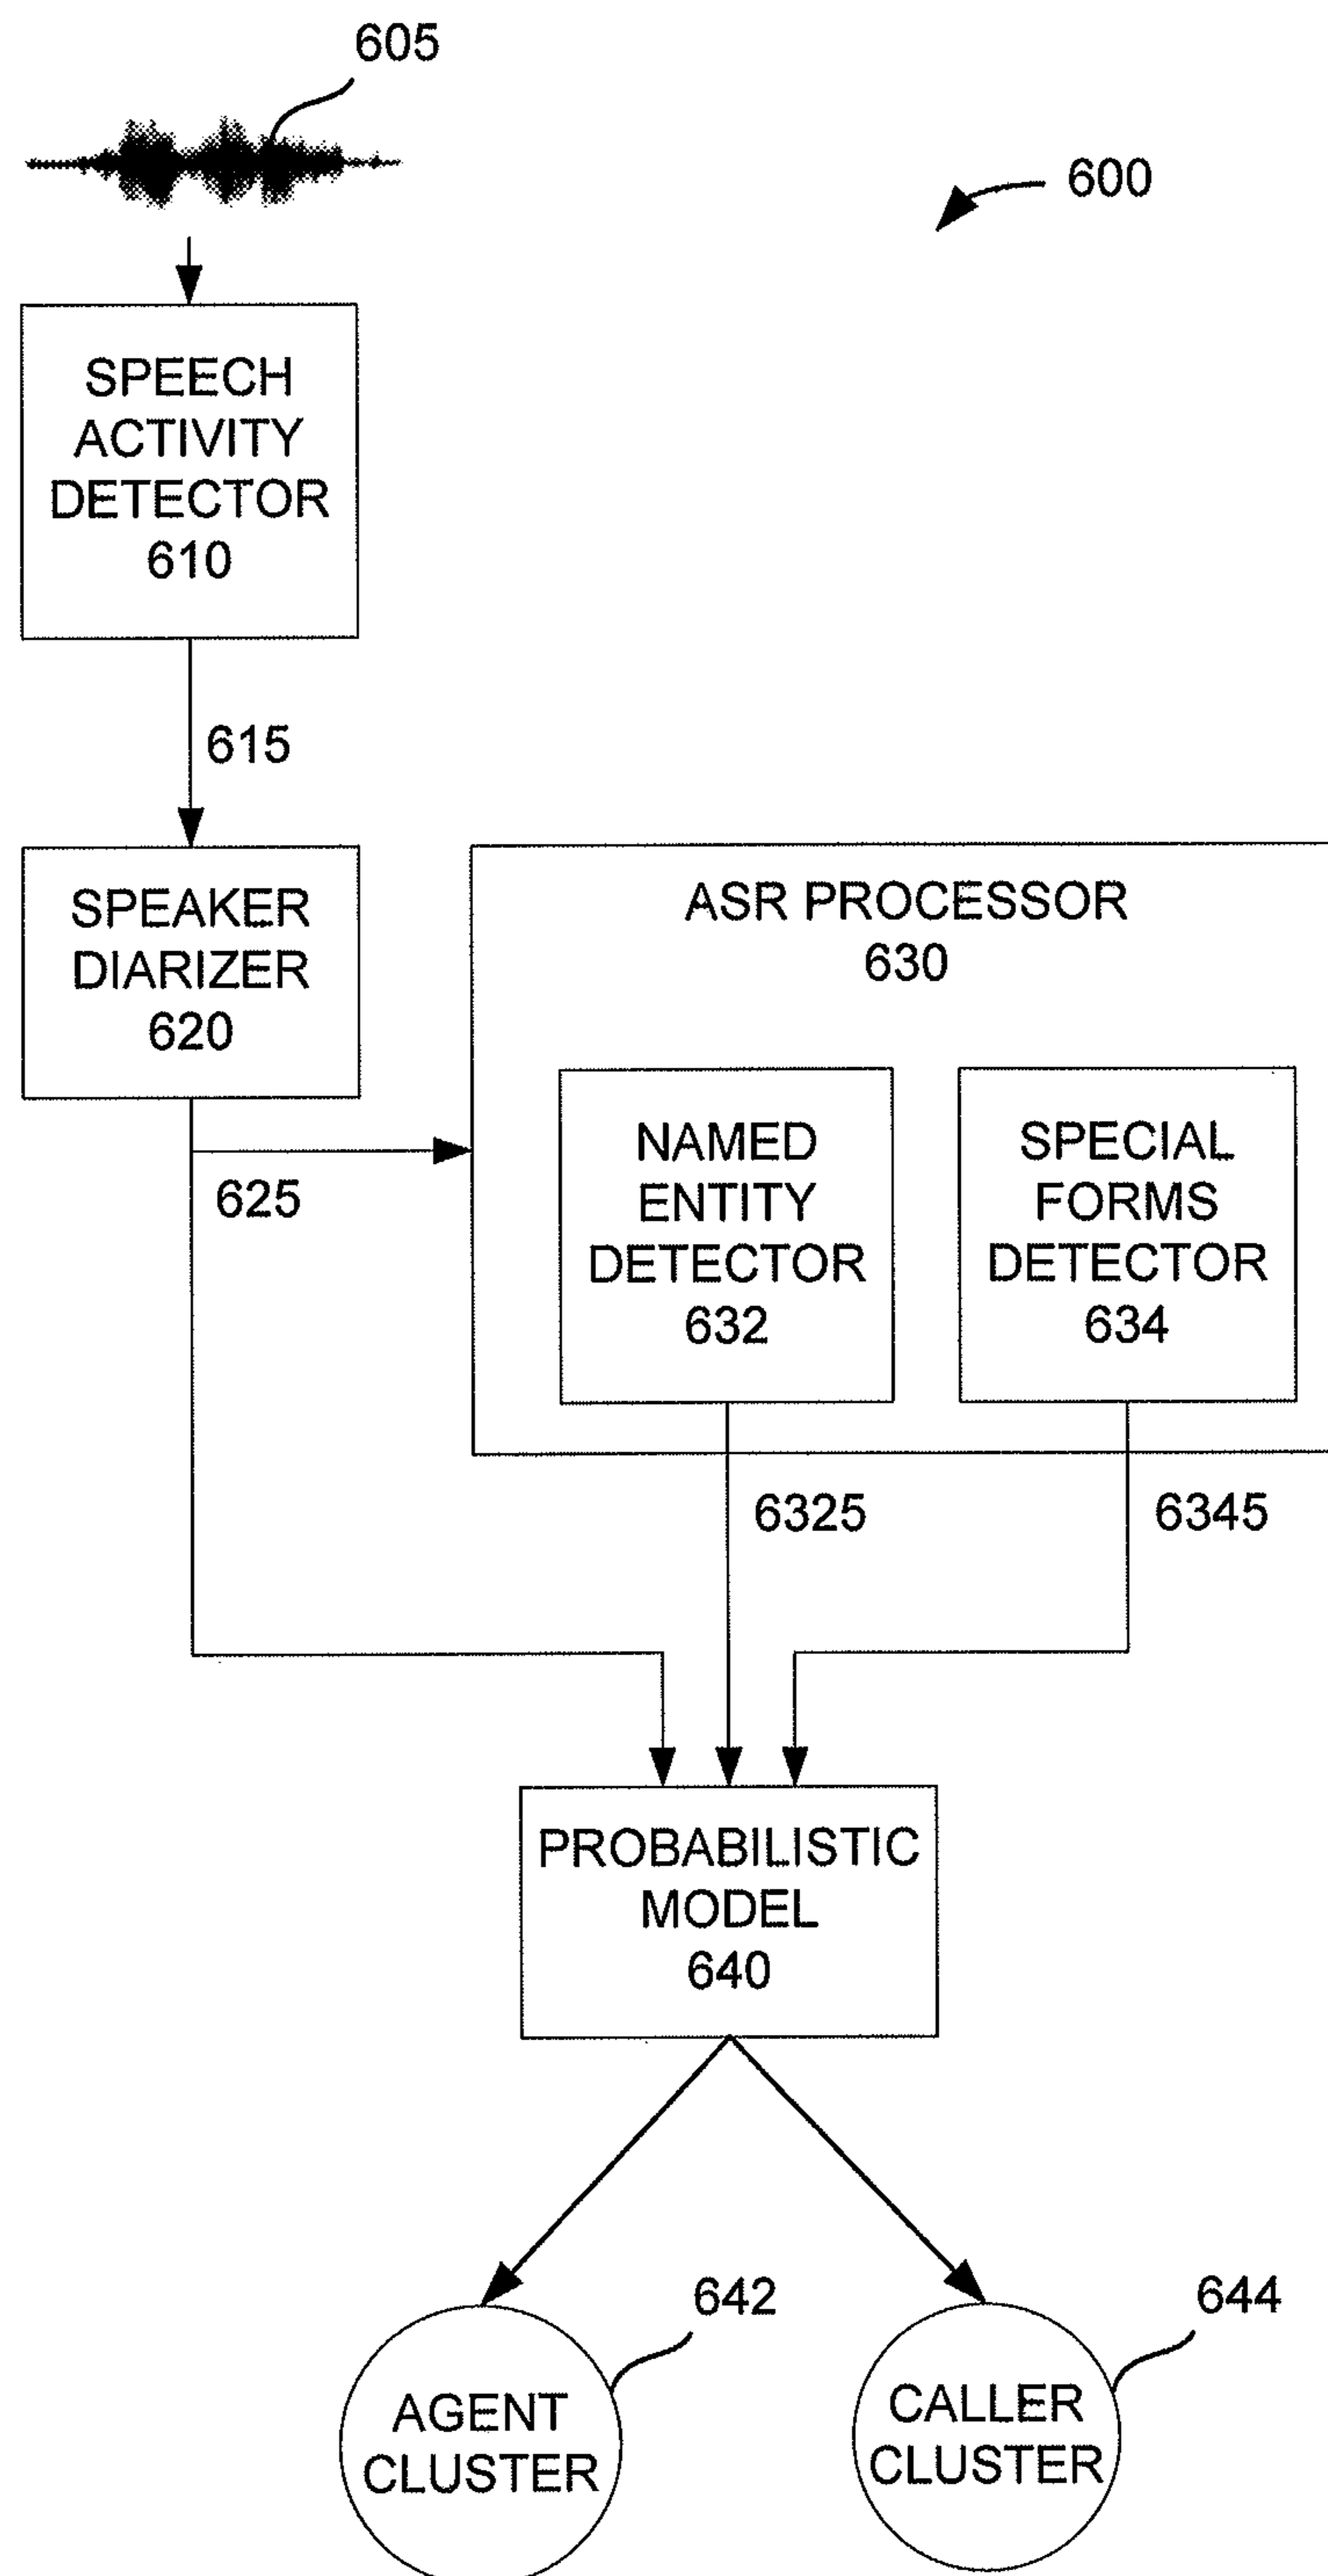 605
600
SPEECH
ACTIVITY
DETECTOR
610
615
SPEAKER
DIARIZER
620
625
ASR PROCESSOR
630
NAMED
ENTITY
DETECTOR
632
SPECIAL
FORMS
DETECTOR
634
6325
6345
PROBABILISTIC
MODEL
640
642
644
AGENT
CLUSTER
CALLER
CLUSTER